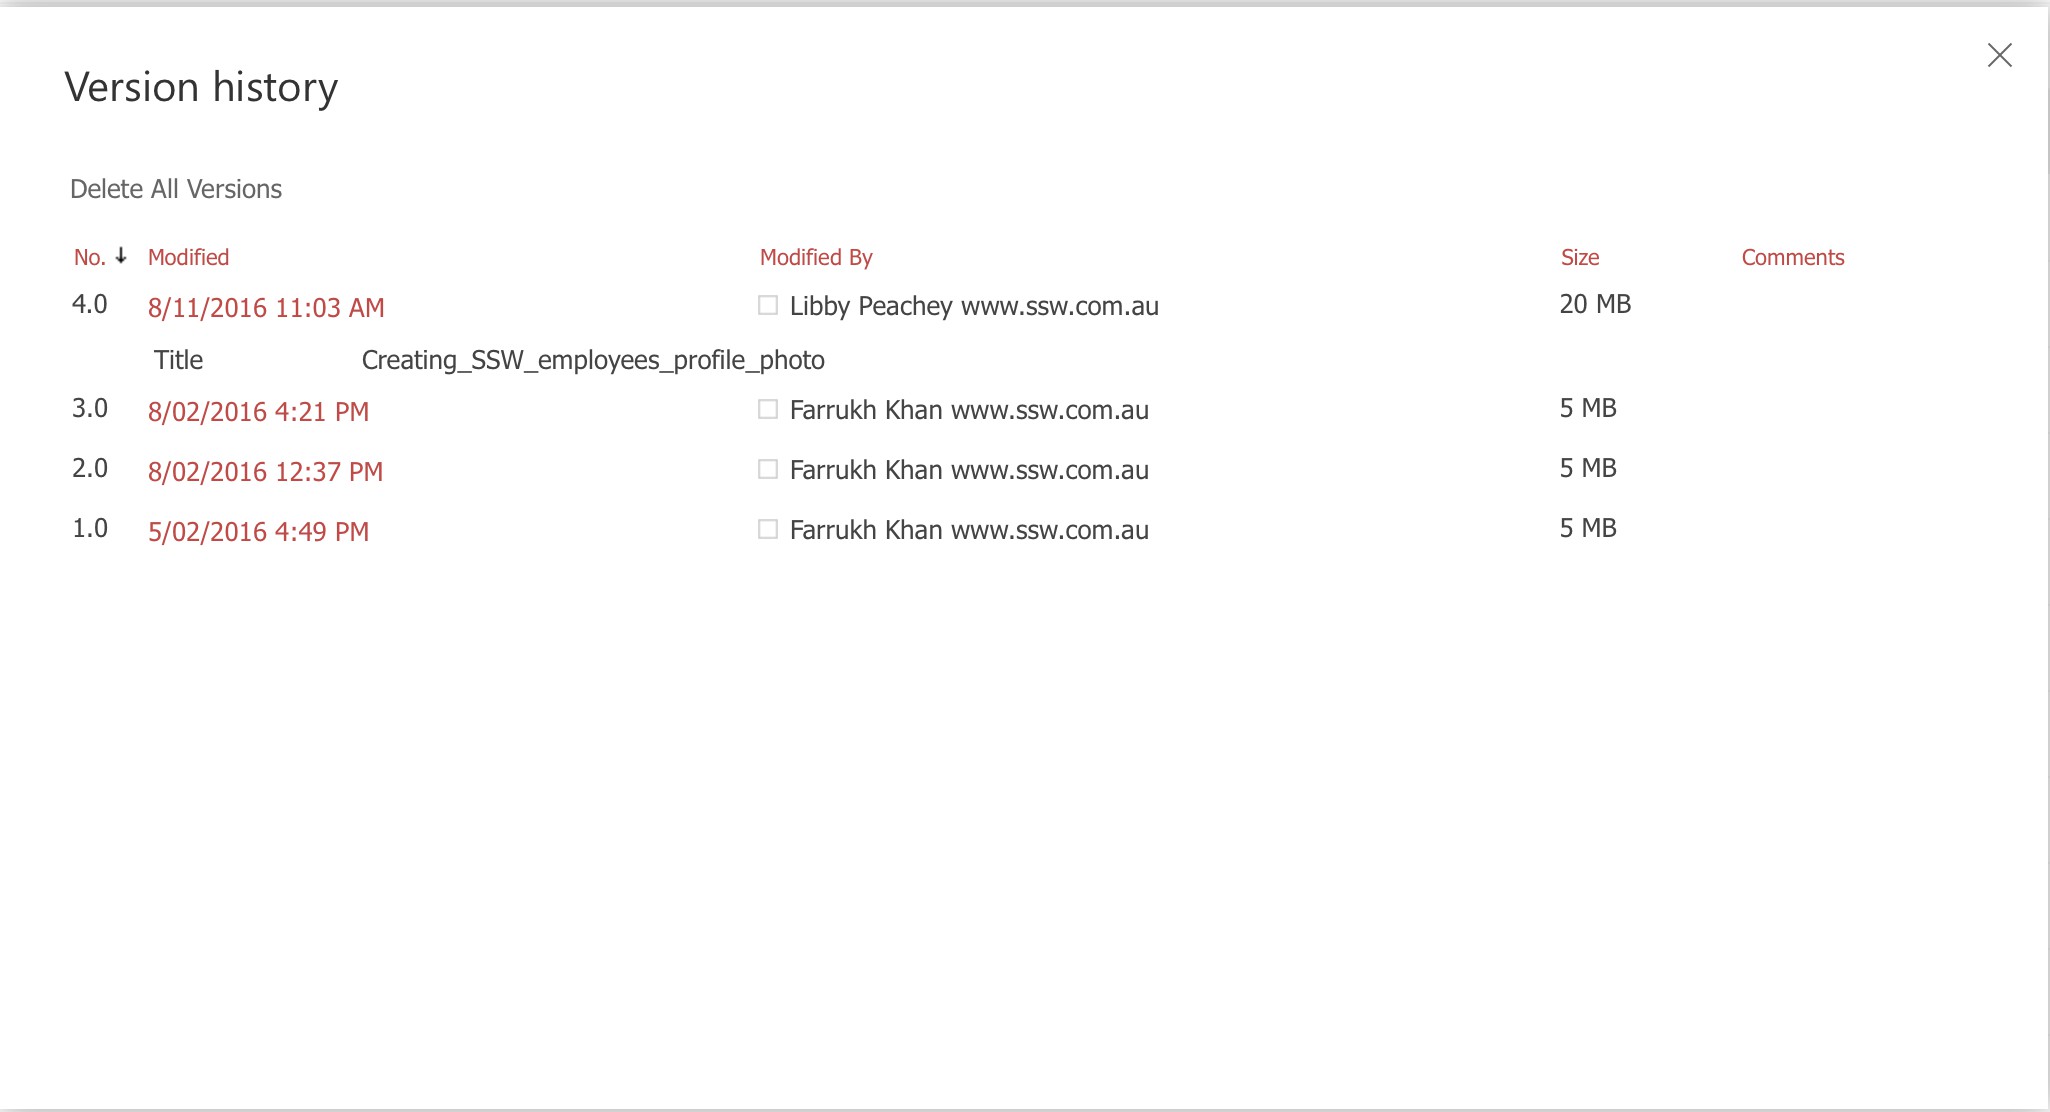 Version history
Delete All Versions
No. ↓ Modified Modified By Size Comments
4.0 8/11/2016 11:03 AM Libby Peachey www.ssw.com.au 20 MB
Title Creating_SSW_employees_profile_photo
3.0 8/02/2016 4:21 PM Farrukh Khan www.ssw.com.au 5 MB
2.0 8/02/2016 12:37 PM Farrukh Khan www.ssw.com.au 5 MB
1.0 5/02/2016 4:49 PM Farrukh Khan www.ssw.com.au 5 MB